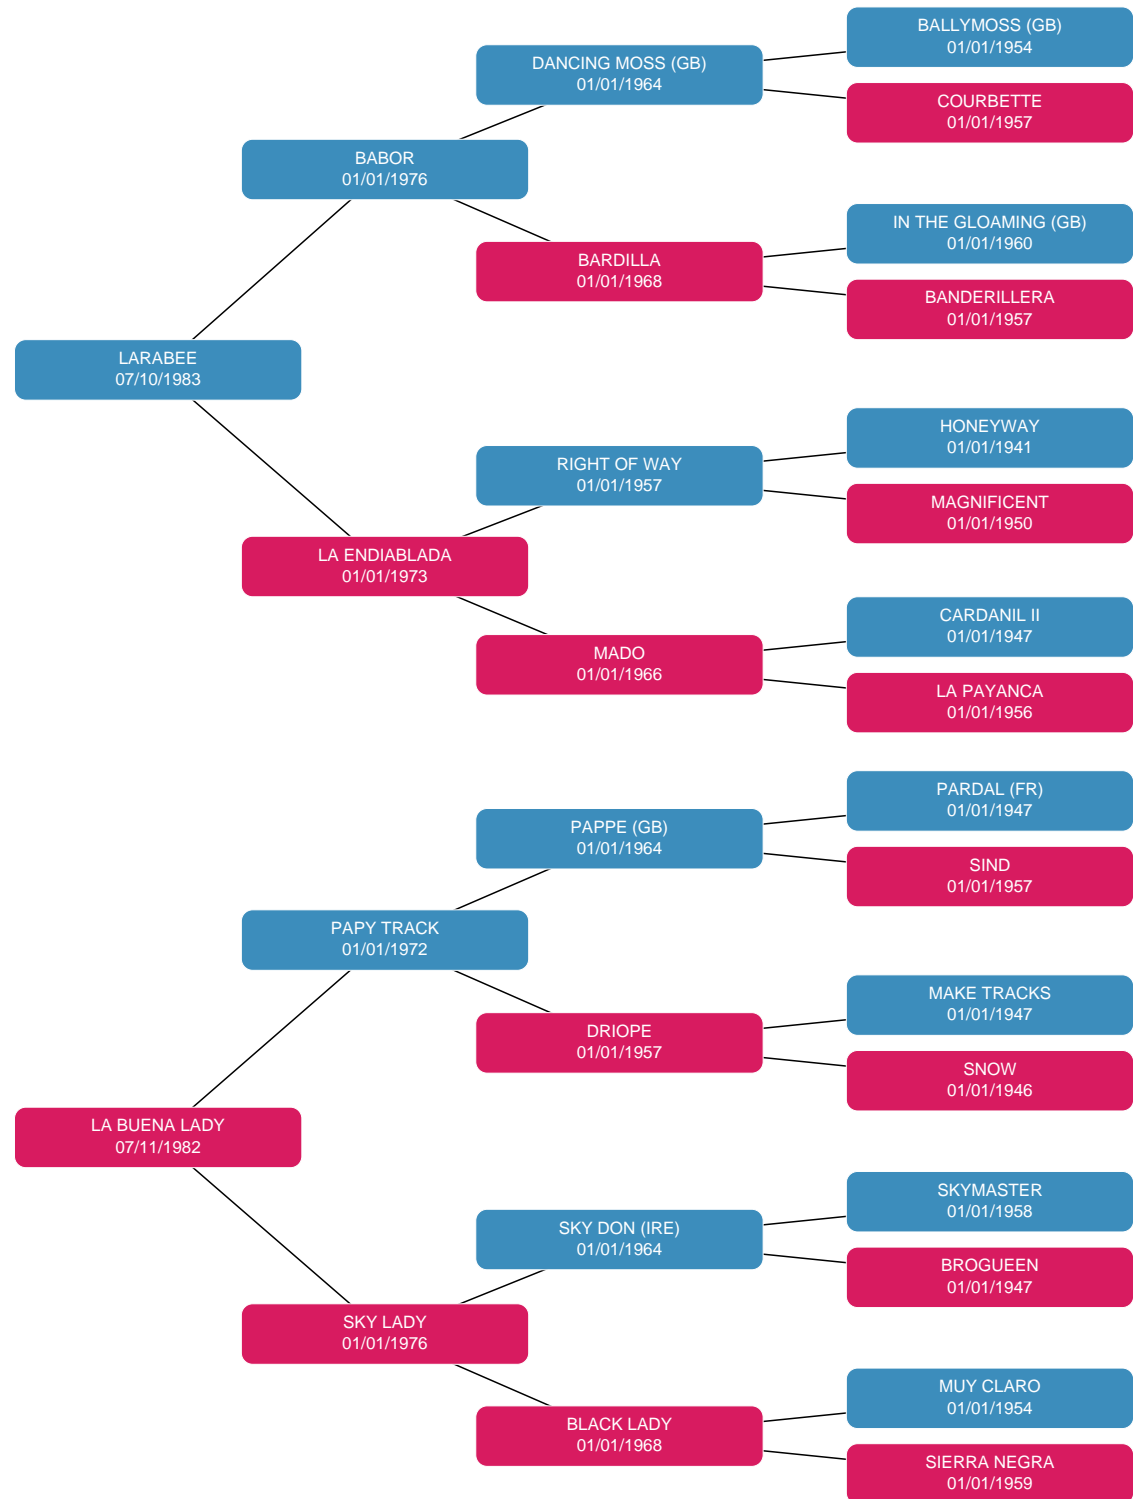 BALLYMOSS (GB)
01/01/1954
DANCING MOSS (GB)
01/01/1964
COURBETTE
01/01/1957
BABOR
01/01/1976
IN THE GLOAMING (GB)
01/01/1960
BARDILLA
01/01/1968
BANDERILLERA
01/01/1957
LARABEE
07/10/1983
HONEYWAY
01/01/1941
RIGHT OF WAY
01/01/1957
MAGNIFICENT
01/01/1950
LA ENDIABLADA
01/01/1973
CARDANIL II
01/01/1947
MADO
01/01/1966
LA PAYANCA
01/01/1956
PARDAL (FR)
01/01/1947
PAPPE (GB)
01/01/1964
SIND
01/01/1957
PAPY TRACK
01/01/1972
MAKE TRACKS
01/01/1947
DRIOPE
01/01/1957
SNOW
01/01/1946
LA BUENA LADY
07/11/1982
SKYMASTER
01/01/1958
SKY DON (IRE)
01/01/1964
BROGUEEN
01/01/1947
SKY LADY
01/01/1976
MUY CLARO
01/01/1954
BLACK LADY
01/01/1968
SIERRA NEGRA
01/01/1959